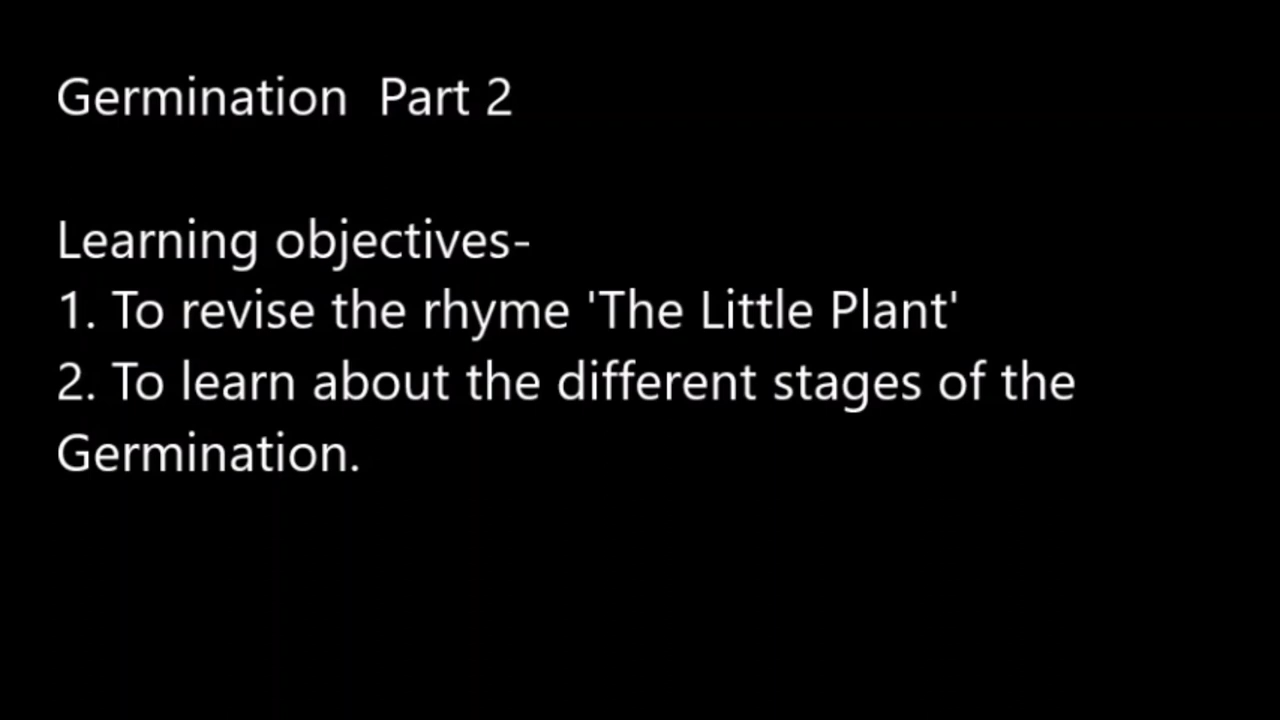 Germination  Part 2
Learning objectives-
1. To revise the rhyme 'The Little Plant'
2. To learn about the different stages of the
Germination.